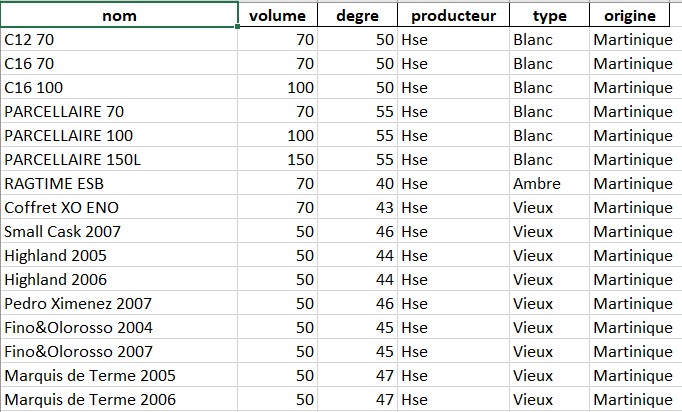 nom volume degre producteur type origine
C12 70 70 50 Hse Blanc Martinique
C16 70 70 50 Hse Blanc Martinique
C16 100 100 50 Hse Blanc Martinique
PARCELLAIRE 70 70 55 Hse Blanc Martinique
PARCELLAIRE 100 100 55 Hse Blanc Martinique
PARCELLAIRE 150L 150 55 Hse Blanc Martinique
RAGTIME ESB 70 40 Hse Ambre Martinique
Coffret XO ENO 70 43 Hse Vieux Martinique
Small Cask 2007 50 46 Hse Vieux Martinique
Highland 2005 50 44 Hse Vieux Martinique
Highland 2006 50 44 Hse Vieux Martinique
Pedro Ximenez 2007 50 46 Hse Vieux Martinique
Fino&Olorosso 2004 50 45 Hse Vieux Martinique
Fino&Olorosso 2007 50 45 Hse Vieux Martinique
Marquis de Terme 2005 50 47 Hse Vieux Martinique
Marquis de Terme 2006 50 47 Hse Vieux Martinique